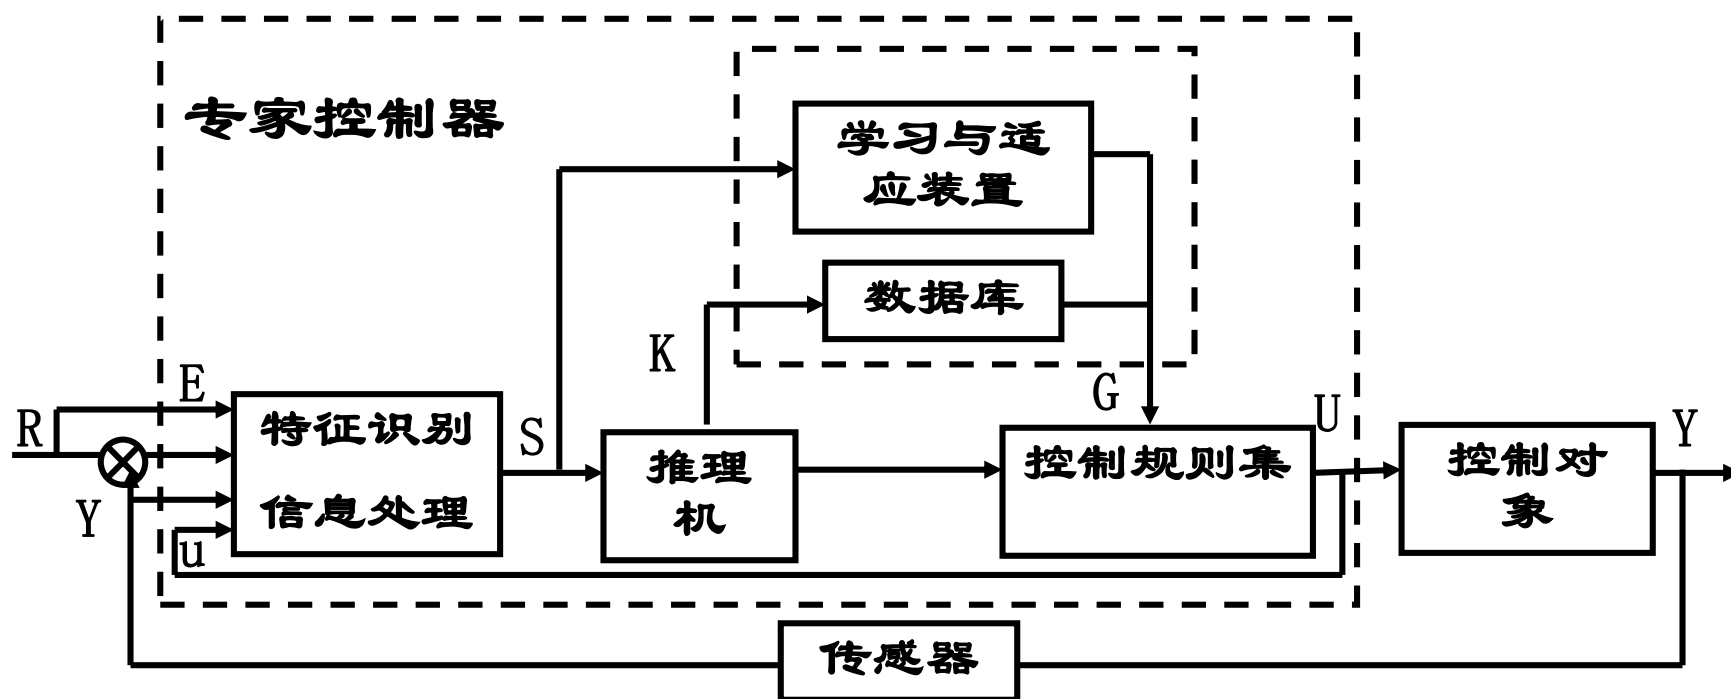 专家控制器
学习与适
应装置
数据库
K
E
G
U
R
特征识别
信息处理
S
推理
机
控制规则集
控制对
象
Y
Y
u
传感器